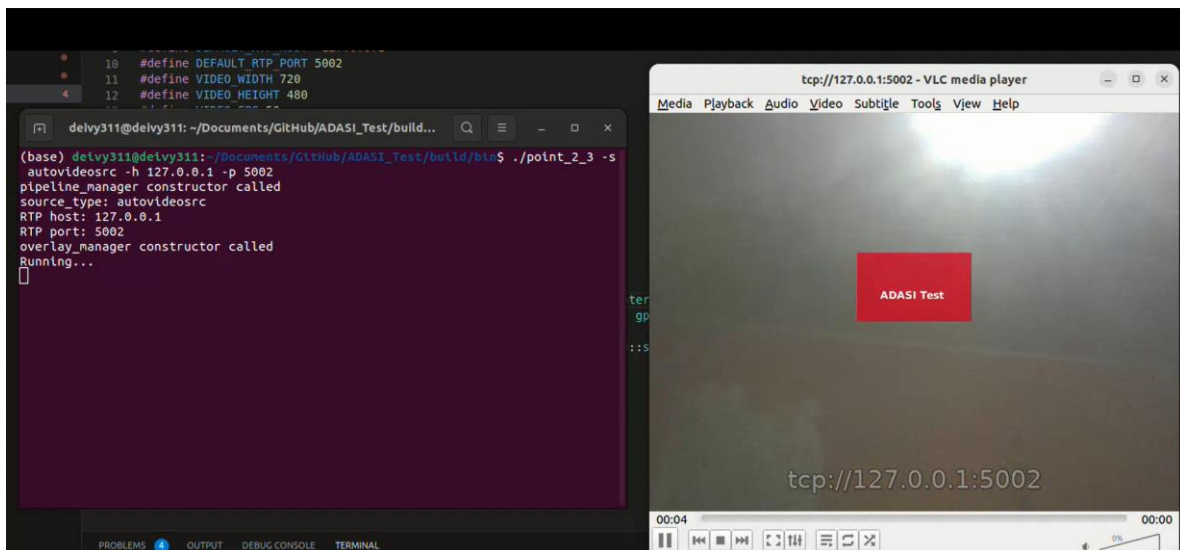 10 #define DEFAULT_RTP_PORT 5002
11 #define VIDEO_WIDTH 720
4 12 #define VIDEO_HEIGHT 480
deivy311@deivy311: ~/Documents/GitHub/ADASI_Test/build...
(base) deivy311@deivy311:~/Documents/GitHub/ADASI_Test/build/bin$ ./point_2_3 -s
autovideosrc -h 127.0.0.1 -p 5002
pipeline_manager constructor called
source_type: autovideosrc
RTP host: 127.0.0.1
RTP port: 5002
overlay_manager constructor called
Running...
ter
gp
::s
PROBLEMS 4 OUTPUT DEBUG CONSOLE TERMINAL
tcp://127.0.0.1:5002 - VLC media player
Media Playback Audio Video Subtitle Tools View Help
ADASI Test
tcp://127.0.0.1:5002
00:04 00:00
0%